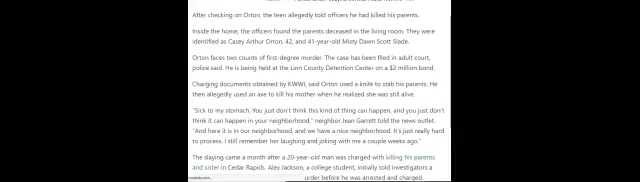 After checking on Orton, the teen allegedly told officers he had killed his parents.
Inside the home, the officers found the parents deceased in the living room. They were
identified as Casey Arthur Orton, 42, and 41-year-old Misty Dawn Scott Slade.
Orton faces two counts of first-degree murder. The case has been filed in adult court,
police said. He is being held at the Linn County Detention Center on a $2 million bond.
Charging documents obtained by KWWL said Orton used a knife to stab his parents. He
then allegedly used an axe to kill his mother when he realized she was still alive.
"Sick to my stomach. You just don't think this kind of thing can happen, and you just don't
think it can happen in your neighborhood," neighbor Jean Garrett told the news outlet.
"And here it is in our neighborhood, and we have a nice neighborhood. It's just really hard
to process. I still remember her laughing and joking with me a couple weeks ago."
The slaying came a month after a 20-year-old man was charged with killing his parents
and sister in Cedar Rapids. Alex Jackson, a college student, initially told investigators a
urder before he was arrested and charged.